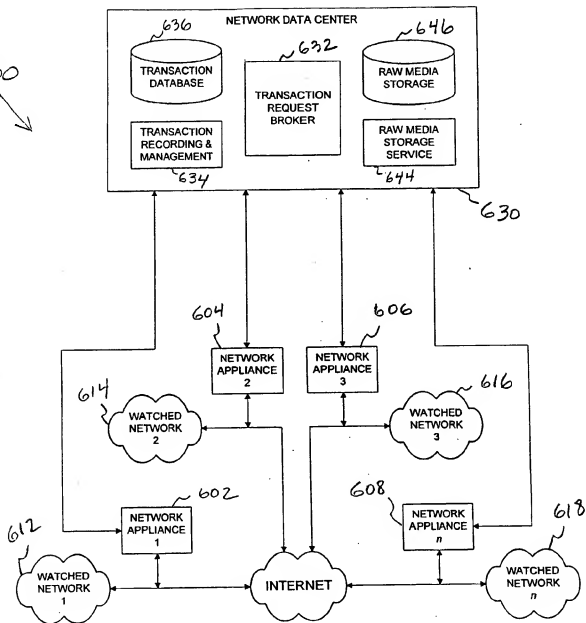 NETWORK DATA CENTER
636
632
646
TRANSACTION
DATABASE
TRANSACTION
REQUEST
BROKER
RAW MEDIA
STORAGE
TRANSACTION
RECORDING &
MANAGEMENT
634
RAW MEDIA
STORAGE
SERVICE
644
630
604
606
NETWORK
APPLIANCE
2
NETWORK
APPLIANCE
3
614
WATCHED
NETWORK
2
616
WATCHED
NETWORK
3
602
608
612
618
NETWORK
APPLIANCE
1
NETWORK
APPLIANCE
n
WATCHED
NETWORK
1
INTERNET
WATCHED
NETWORK
n